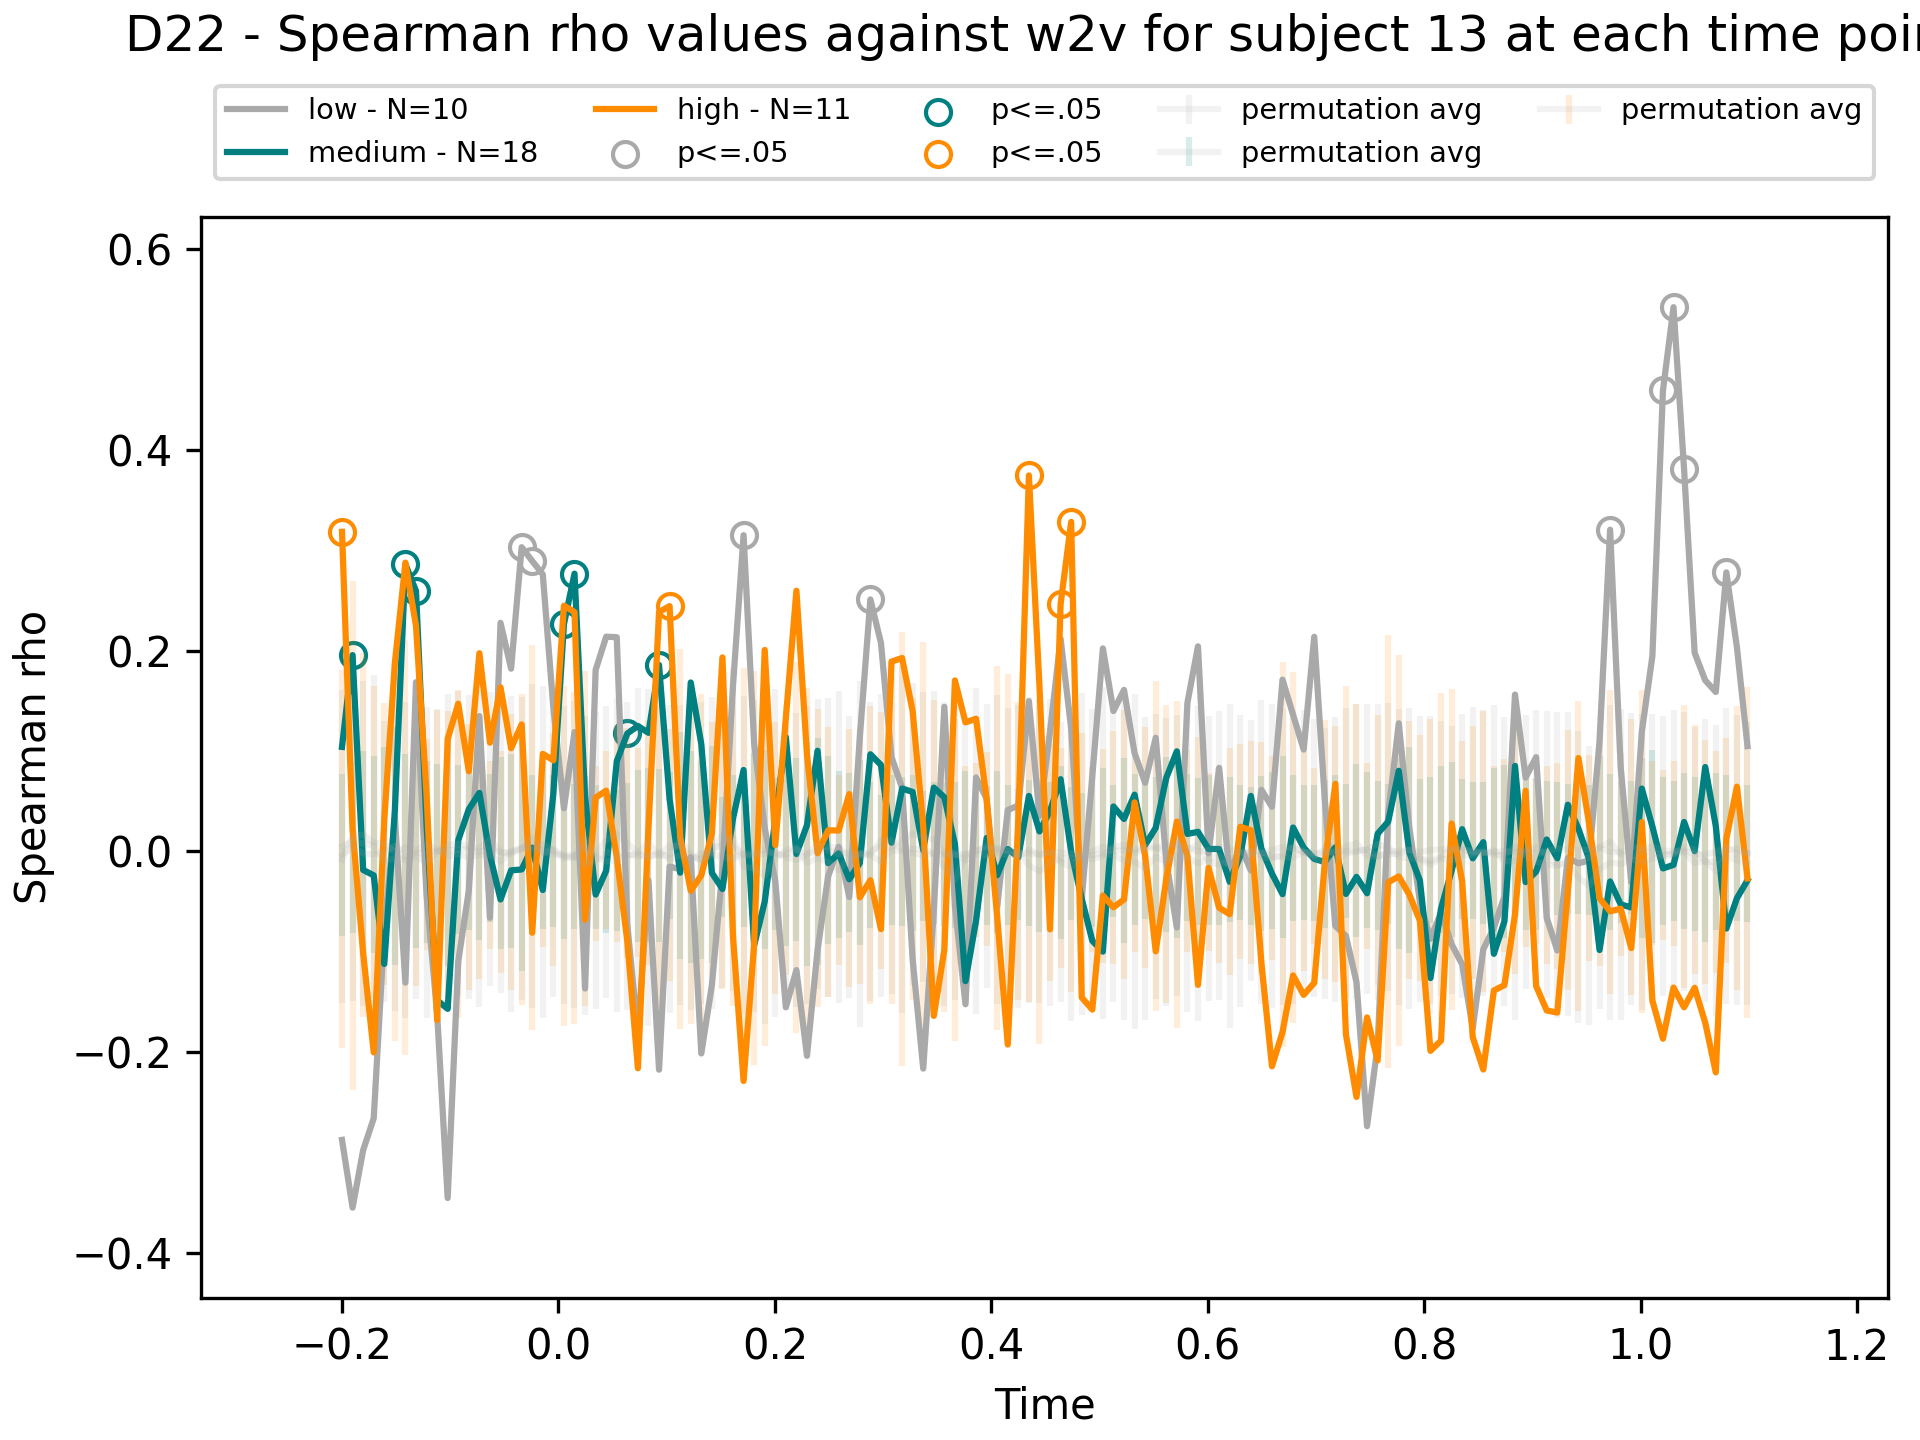 D22 - Spearman rho values against w2v for subject 13 at each time poi
low - N=10 high - N=11 p<=.05 permutation avg permutation avg
medium - N=18 p<=.05 p<=.05 permutation avg
0.6
0.4
0.2
0.0
−0.2
−0.4
Spearman rho
−0.2 0.0 0.2 0.4 0.6 0.8 1.0 1.2
Time